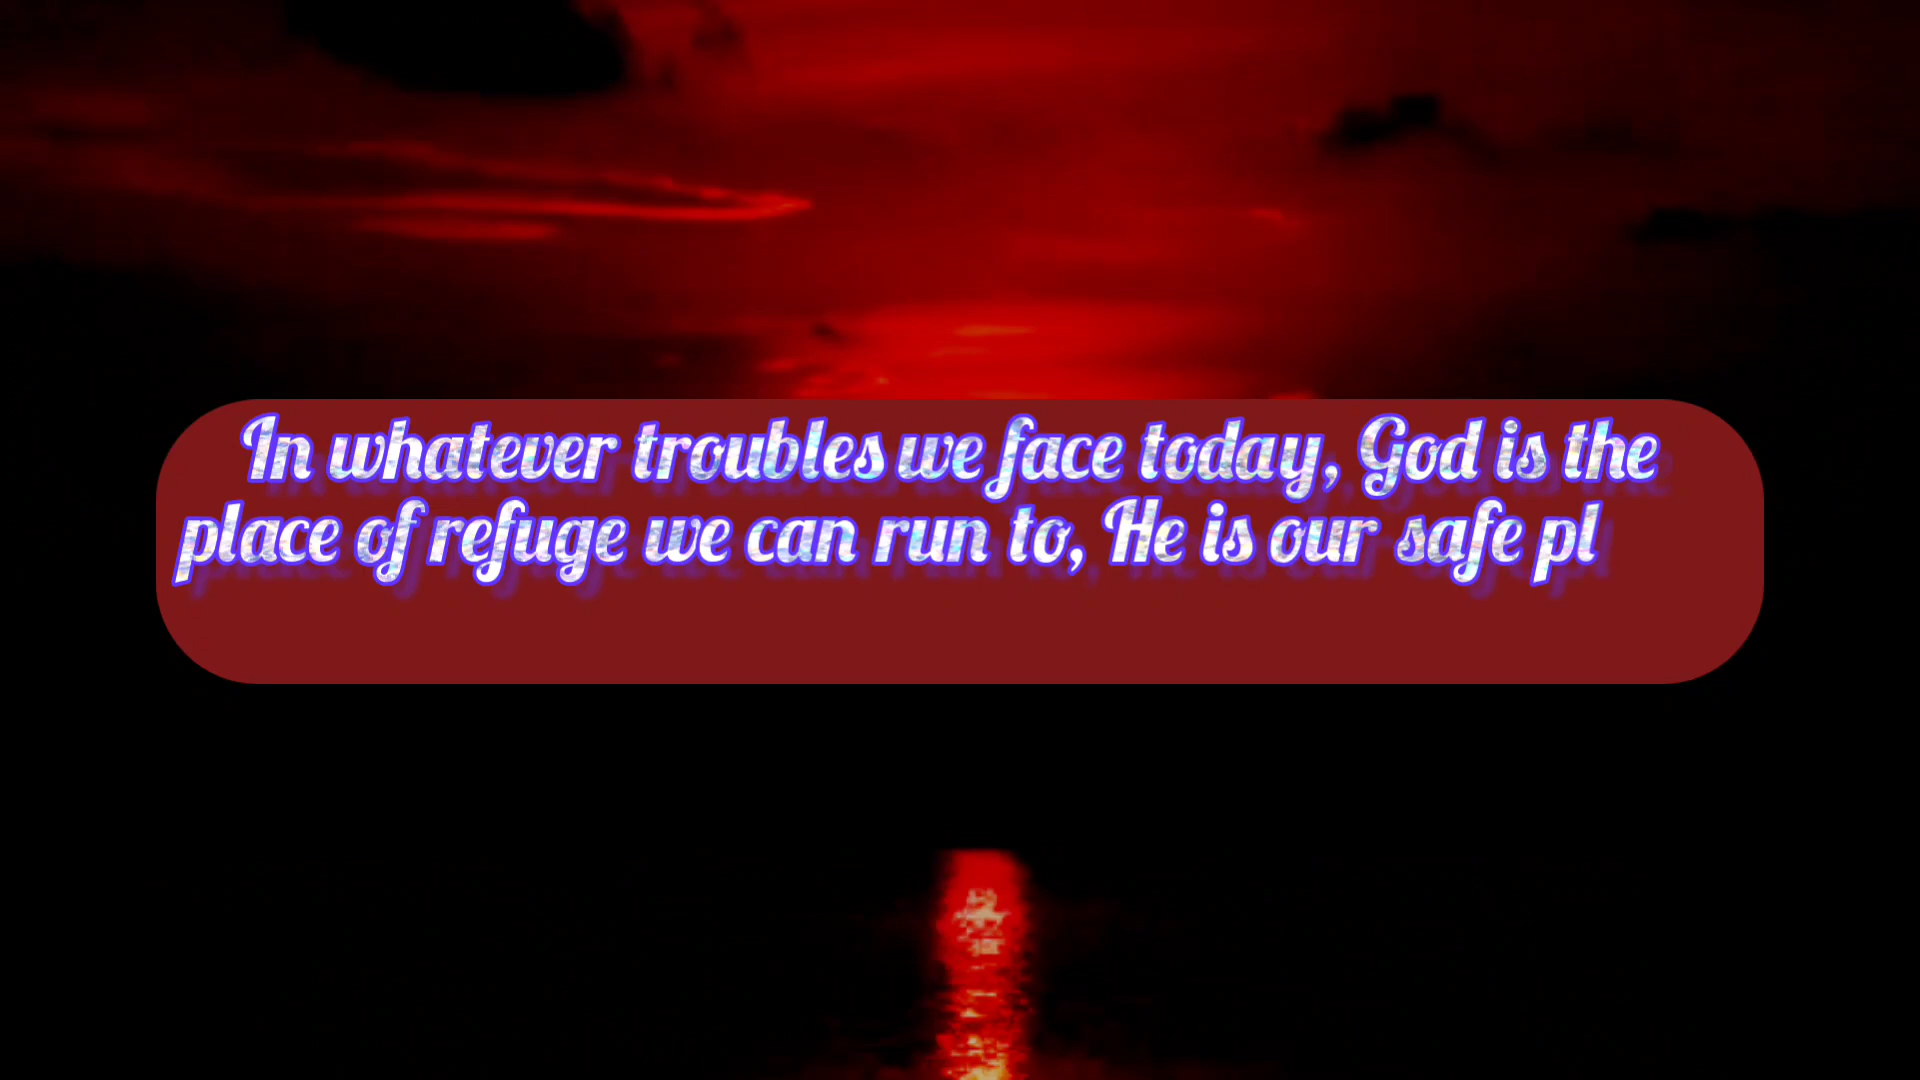 In whatever troubles we face today, God is the
place of refuge we can run to, He is our safe pl